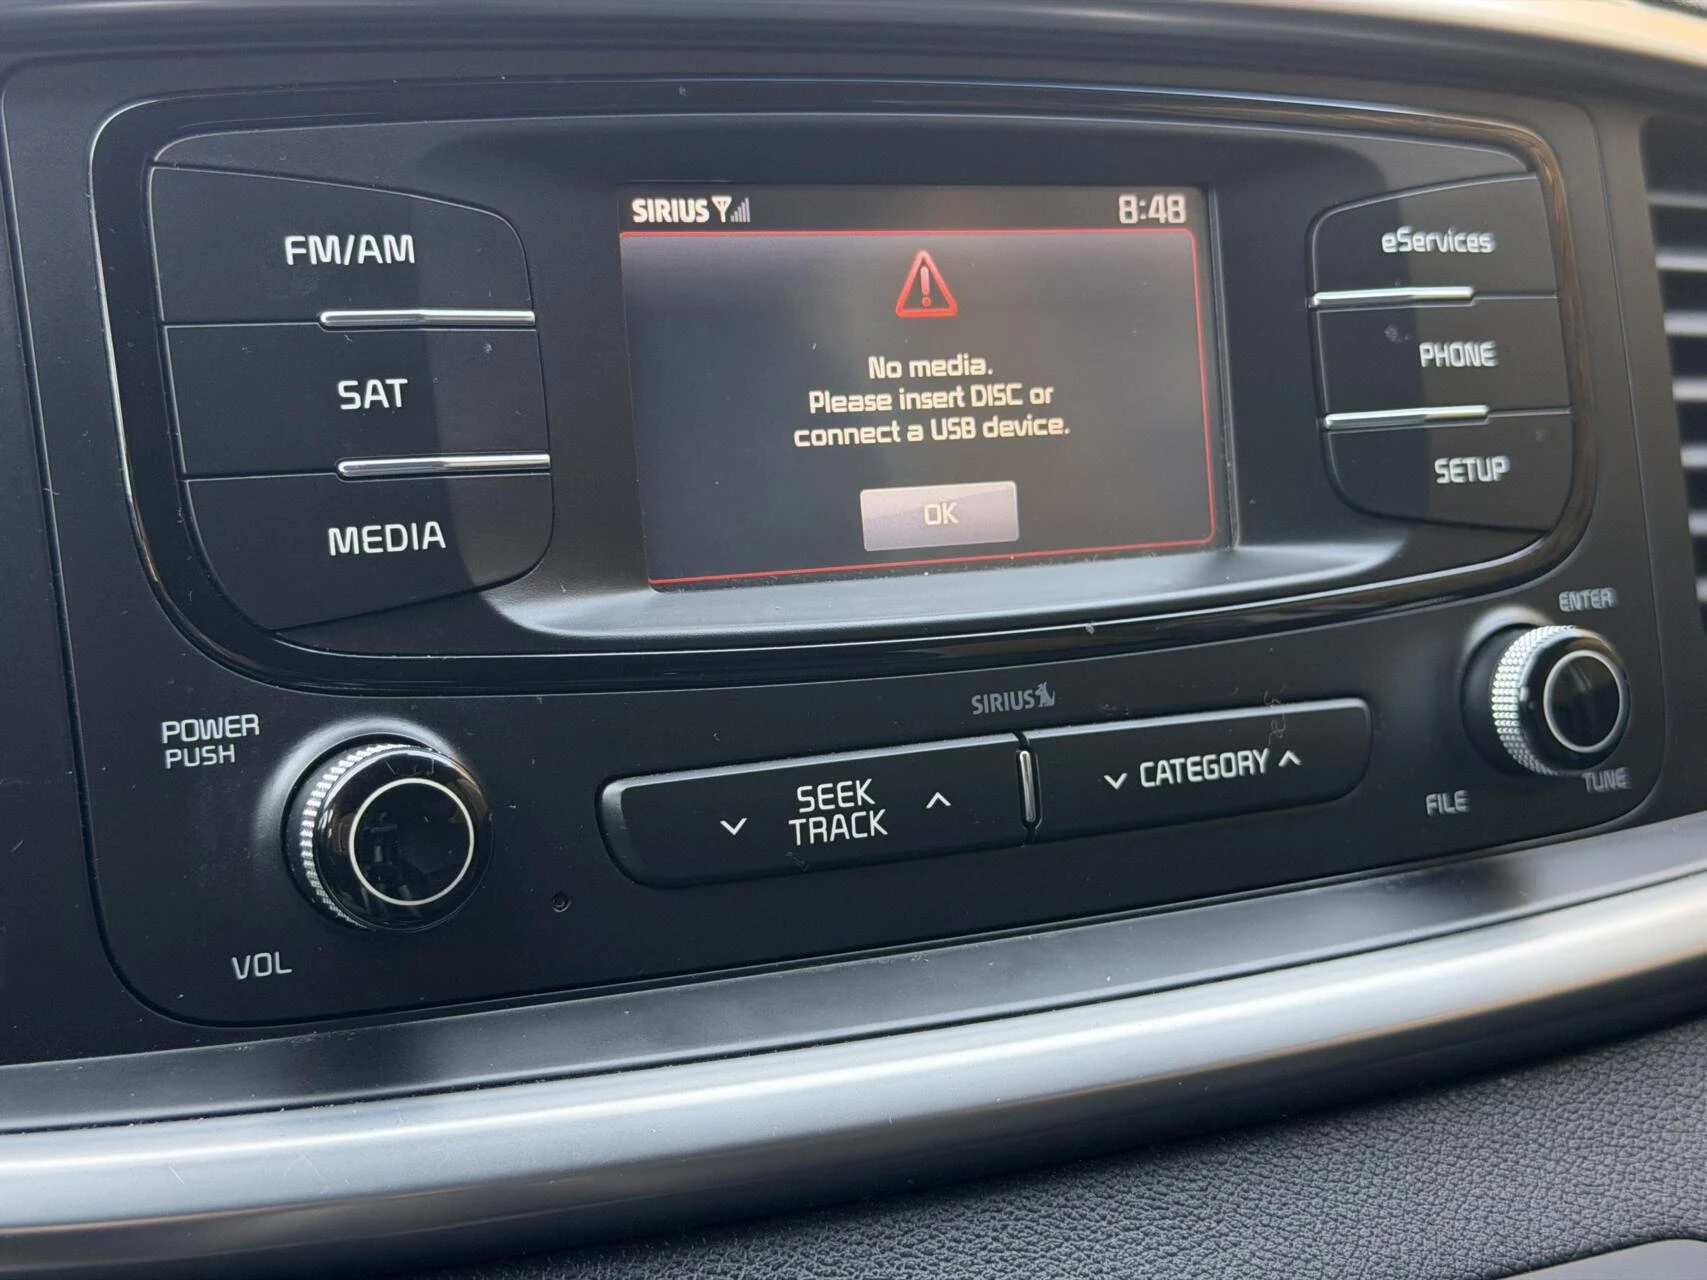 SIRIUS
8:48
No media.
Please insert DISC or
connect a USB device.
OK
FM/AM
SAT
MEDIA
eServices
PHONE
SETUP
SIRIUS
POWER
PUSH
VOL
SEEK
TRACK
CATEGORY
ENTER
TUNE
FILE